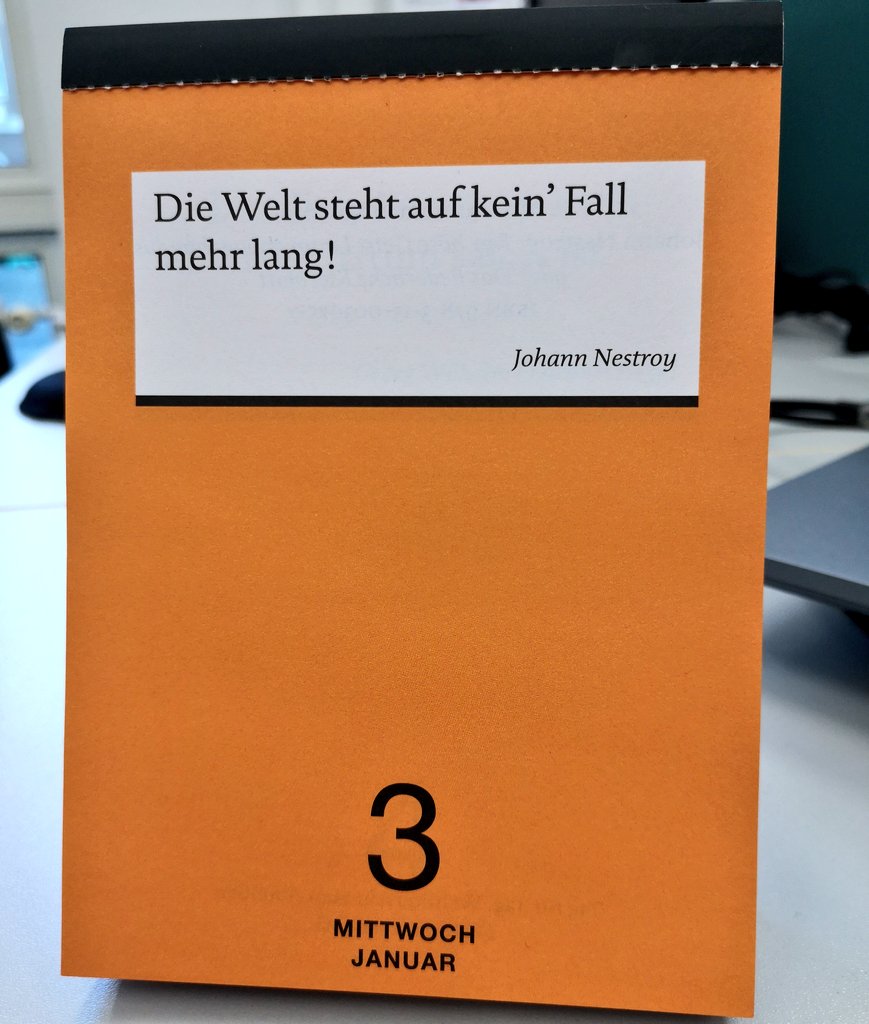 Die Welt steht auf kein’ Fall
mehr lang!
Johann Nestroy
3
MITTWOCH
JANUAR